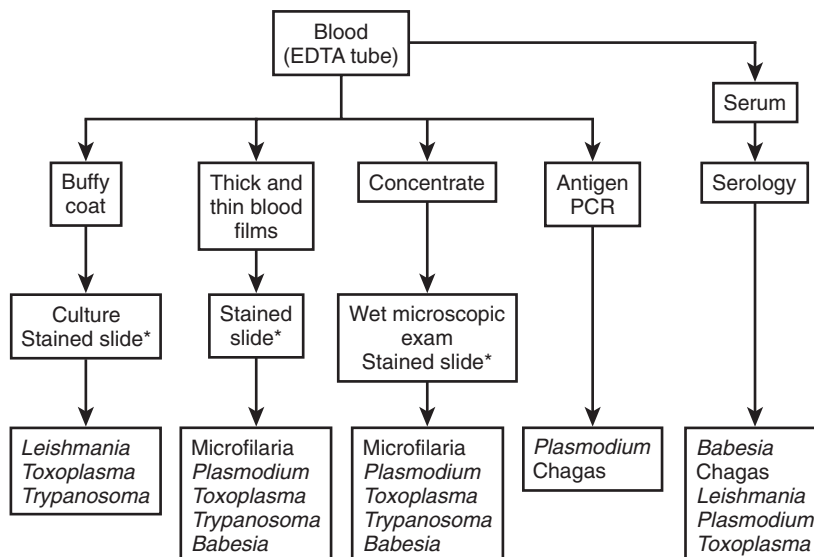 Blood
(EDTA tube)
Serum
Buffy
coat
Thick and
thin blood
films
Concentrate
Antigen
PCR
Serology
Culture
Stained slide*
Stained
slide*
Wet microscopic
exam
Stained slide*
Leishmania
Toxoplasma
Trypanosoma
Microfilaria
Plasmodium
Toxoplasma
Trypanosoma
Babesia
Microfilaria
Plasmodium
Toxoplasma
Trypanosoma
Babesia
Plasmodium
Chagas
Babesia
Chagas
Leishmania
Plasmodium
Toxoplasma